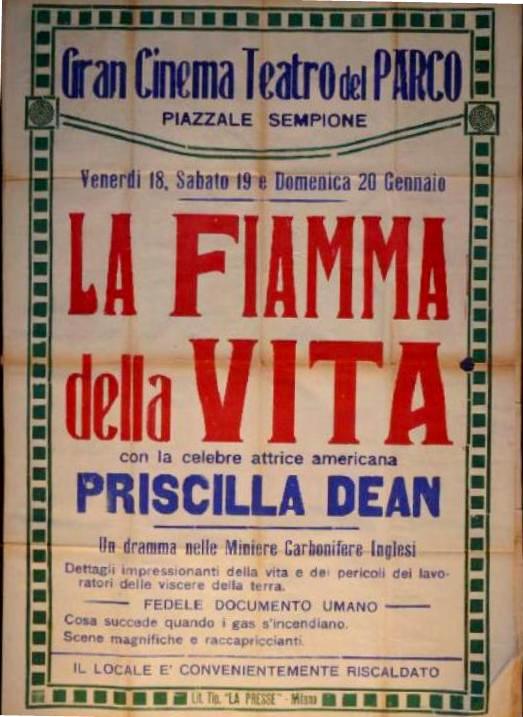 Gran Cinema Teatro del PARCO
PIAZZALE SEMPIONE
Venerdi 18, Sabato 19 e Domenica 20 Gennaio
LA FIAMMA
della VITA
con la celebre attrice americana
PRISCILLA DEAN
Un dramma nelle Miniere Carbonifere Inglesi
Dettagli impressionanti della vita e dei pericoli dei lavo-
ratori delle viscere della terra.
FEDELE DOCUMENTO UMANO
Cosa succede quando i gas s'incendiano.
Scene magnifiche e raccapriccianti.
IL LOCALE E' CONVENIENTEMENTE RISCALDATO
Lit. Tip. "LA PRESSE" - Milano